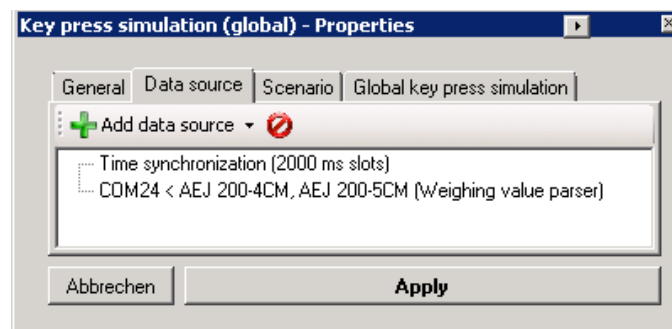 Key press simulation (global) - Properties
General Data source Scenario Global key press simulation
Add data source
Time synchronization (2000 ms slots)
COM24 < AEJ 200-4CM, AEJ 200-5CM (Weighing value parser)
Abbrechen Apply